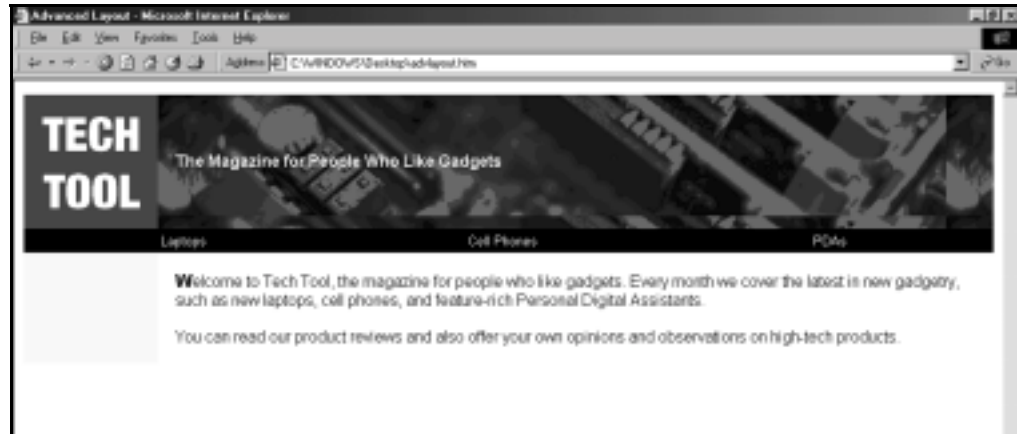 Advanced Layout - Microsoft Internet Explorer
File Edit View Favorites Tools Help
Address C:\WINDOWS\Desktop\adv-layout.htm Go
TECH
TOOL
The Magazine for People Who Like Gadgets
Laptops Cell Phones PDAs
Welcome to Tech Tool, the magazine for people who like gadgets. Every month we cover the latest in new gadgetry,
such as new laptops, cell phones, and feature-rich Personal Digital Assistants.
You can read our product reviews and also offer your own opinions and observations on high-tech products.